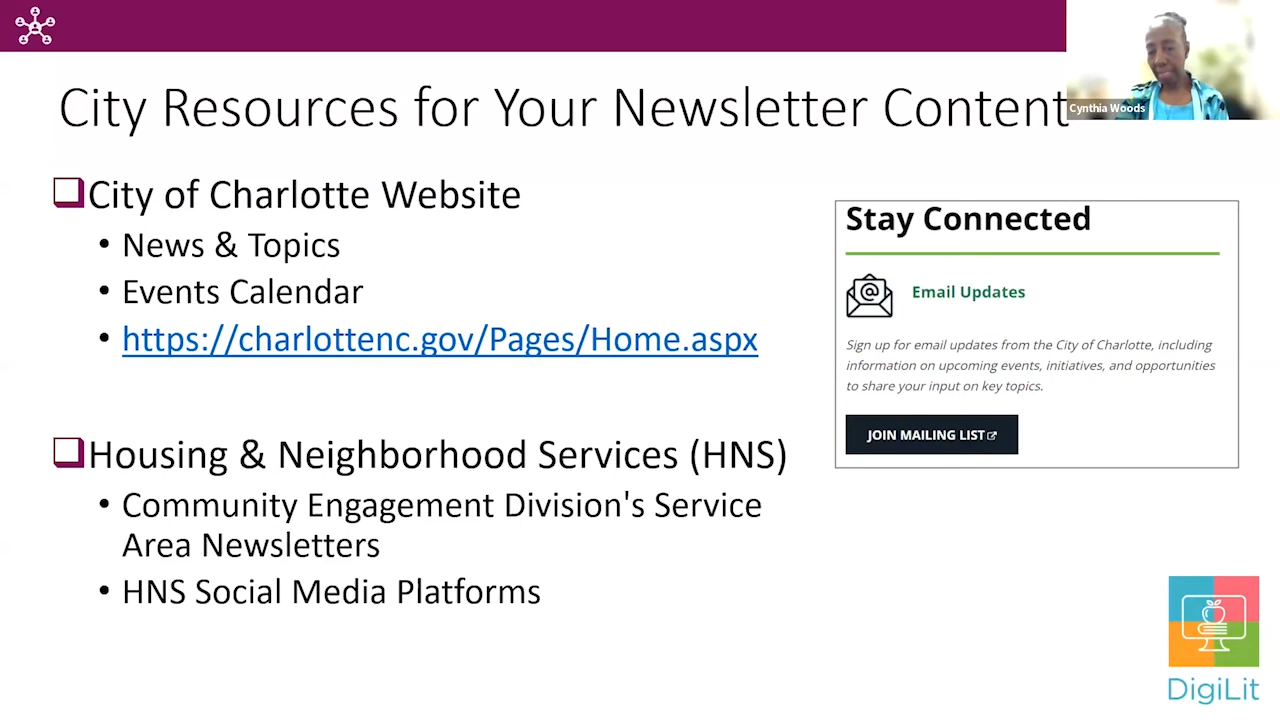 City Resources for Your Newsletter Content
Cynthia Woods
City of Charlotte Website
• News & Topics
• Events Calendar
• https://charlottenc.gov/Pages/Home.aspx
Housing & Neighborhood Services (HNS)
• Community Engagement Division's Service
Area Newsletters
• HNS Social Media Platforms
Stay Connected
Email Updates
Sign up for email updates from the City of Charlotte, including
information on upcoming events, initiatives, and opportunities
to share your input on key topics.
JOIN MAILING LIST
DigiLit